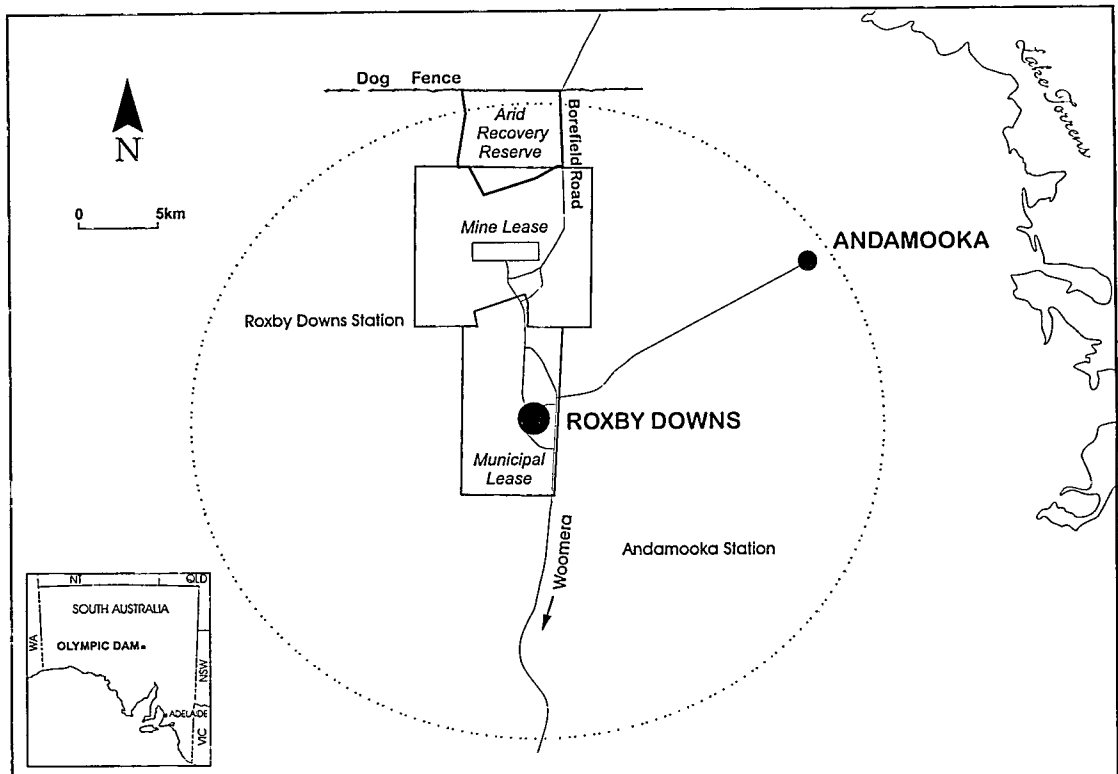 Dog Fence
Arid
Recovery
Reserve
Borefield Road
Lake Torrens
N
0 5km
Mine Lease
ANDAMOOKA
Roxby Downs Station
ROXBY DOWNS
Municipal
Lease
Woomera
Andamooka Station
NT QLD
SOUTH AUSTRALIA
WA
OLYMPIC DAM
NSW
ADELAIDE
VIC